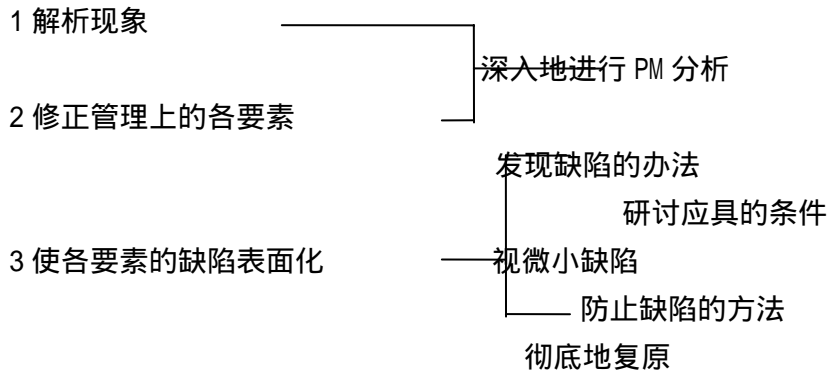 1 解析现象
深入地进行 PM 分析
2 修正管理上的各要素
发现缺陷的办法
研讨应具的条件
3 使各要素的缺陷表面化
视微小缺陷
防止缺陷的方法
彻底地复原